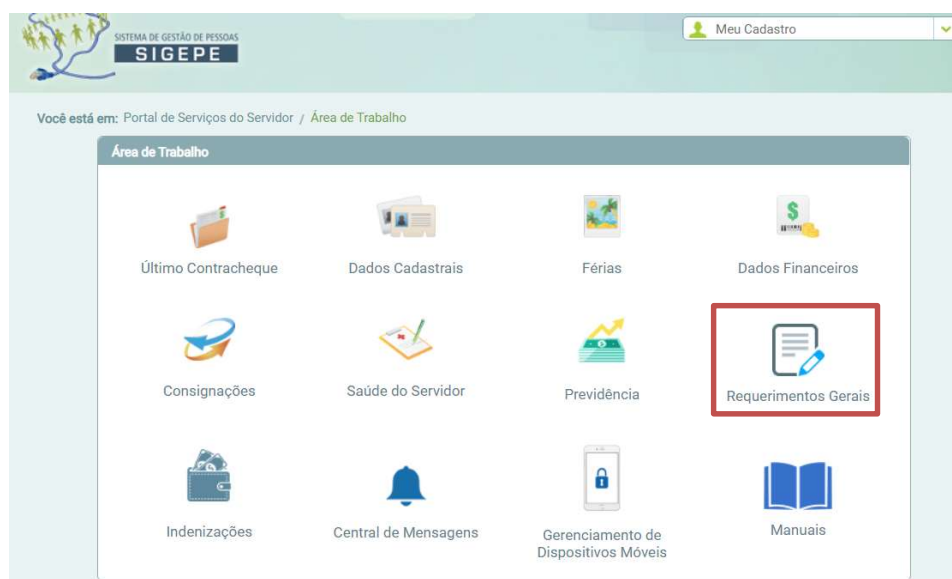 SISTEMA DE GESTÃO DE PESSOAS
SIGEPE
Meu Cadastro
Você está em: Portal de Serviços do Servidor / Área de Trabalho
Área de Trabalho
Último Contracheque
Dados Cadastrais
Férias
Dados Financeiros
Consignações
Saúde do Servidor
Previdência
Requerimentos Gerais
Indenizações
Central de Mensagens
Gerenciamento de
Dispositivos Móveis
Manuais